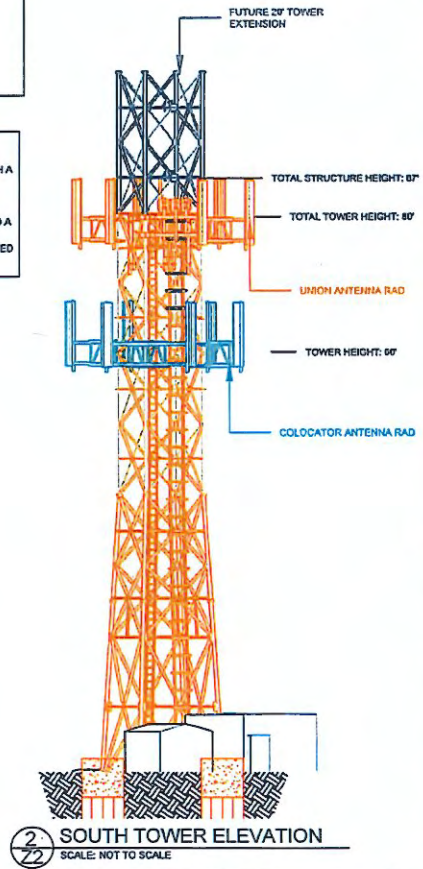 FUTURE 20' TOWER
EXTENSION
H A
TOTAL STRUCTURE HEIGHT: 87'
TOTAL TOWER HEIGHT: 80'
D A
ED
UNION ANTENNA RAD
TOWER HEIGHT: 60'
COLOCATOR ANTENNA RAD
2
Z2
SOUTH TOWER ELEVATION
SCALE: NOT TO SCALE